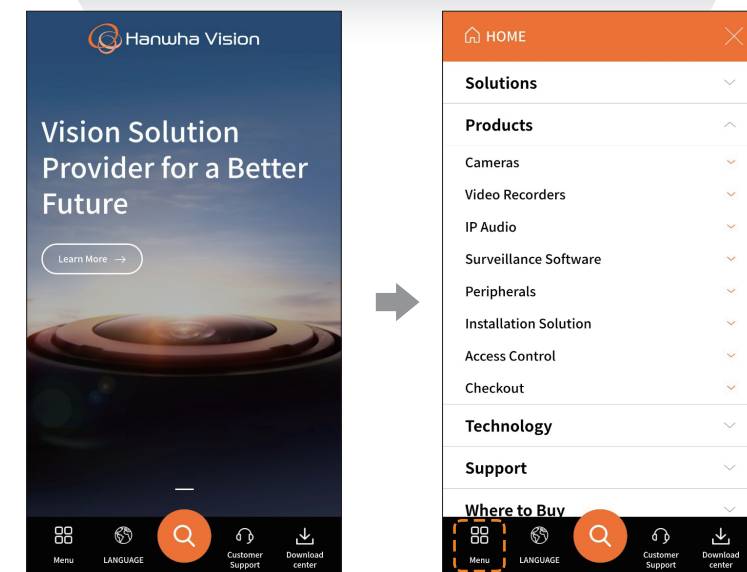 Hanwha Vision
Vision Solution
Provider for a Better
Future
Learn More →
Menu
LANGUAGE
Customer
Support
Download
center
HOME
Solutions
Products
Cameras
Video Recorders
IP Audio
Surveillance Software
Peripherals
Installation Solution
Access Control
Checkout
Technology
Support
Where to Buy
Menu
LANGUAGE
Customer
Support
Download
center